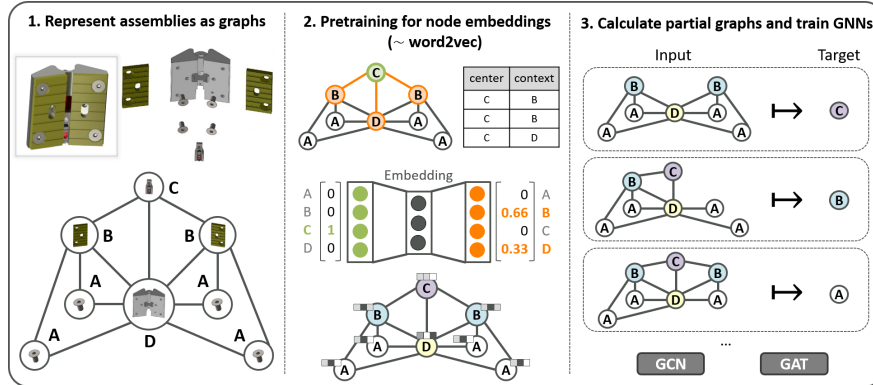 1. Represent assemblies as graphs
C
B
B
A
A
A
D
A
2. Pretraining for node embeddings
(~ word2vec)
C
B
B
A
D
A
A
A
center context
C B
C B
C D
Embedding
A 0 0 A
B 0 0.66 B
C 1 0 C
D 0 0.33 D
C
B
B
A
D
A
A
A
3. Calculate partial graphs and train GNNs
Input Target
B B
A D A
A A
↦ C
C
B
A D A
A
↦ B
C
B B
A D A
A
↦ A
...
GCN GAT